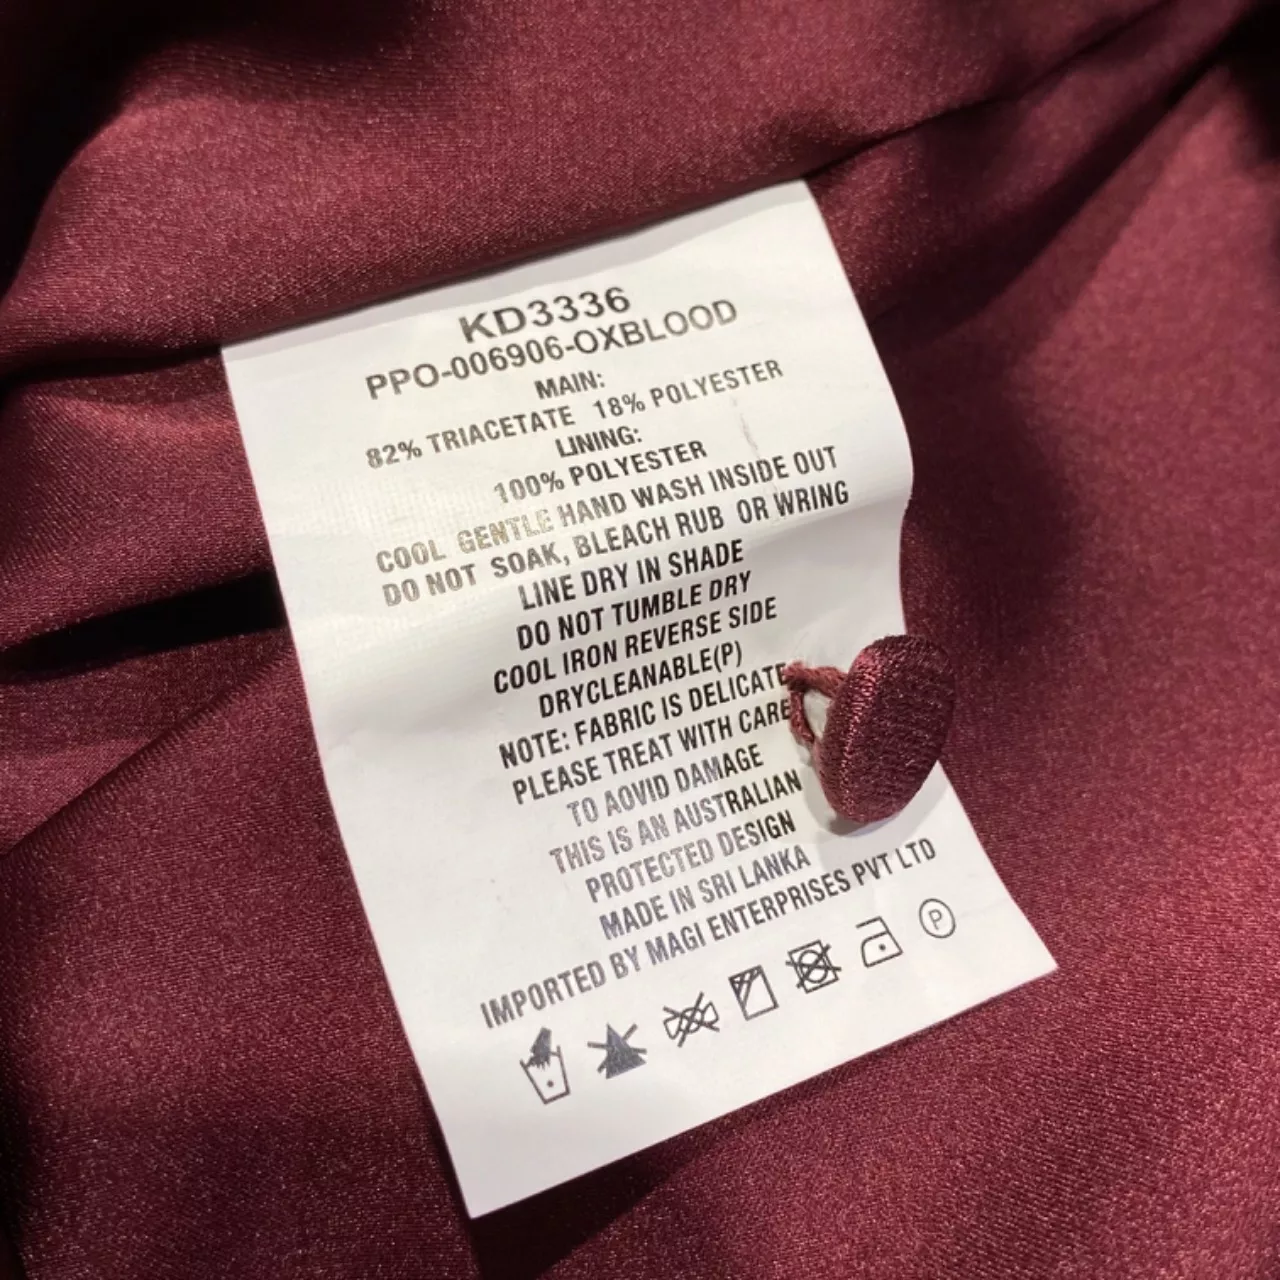 KD3336
PPO-006906-OXBLOOD
MAIN:
82% TRIACETATE 18% POLYESTER
LINING:
100% POLYESTER
COOL GENTLE HAND WASH INSIDE OUT
DO NOT SOAK, BLEACH RUB OR WRING
LINE DRY IN SHADE
DO NOT TUMBLE DRY
COOL IRON REVERSE SIDE
DRYCLEANABLE(P)
NOTE: FABRIC IS DELICATE
PLEASE TREAT WITH CARE
TO AOVID DAMAGE
THIS IS AN AUSTRALIAN
PROTECTED DESIGN
MADE IN SRI LANKA
IMPORTED BY MAGI ENTERPRISES PVT LTD
P